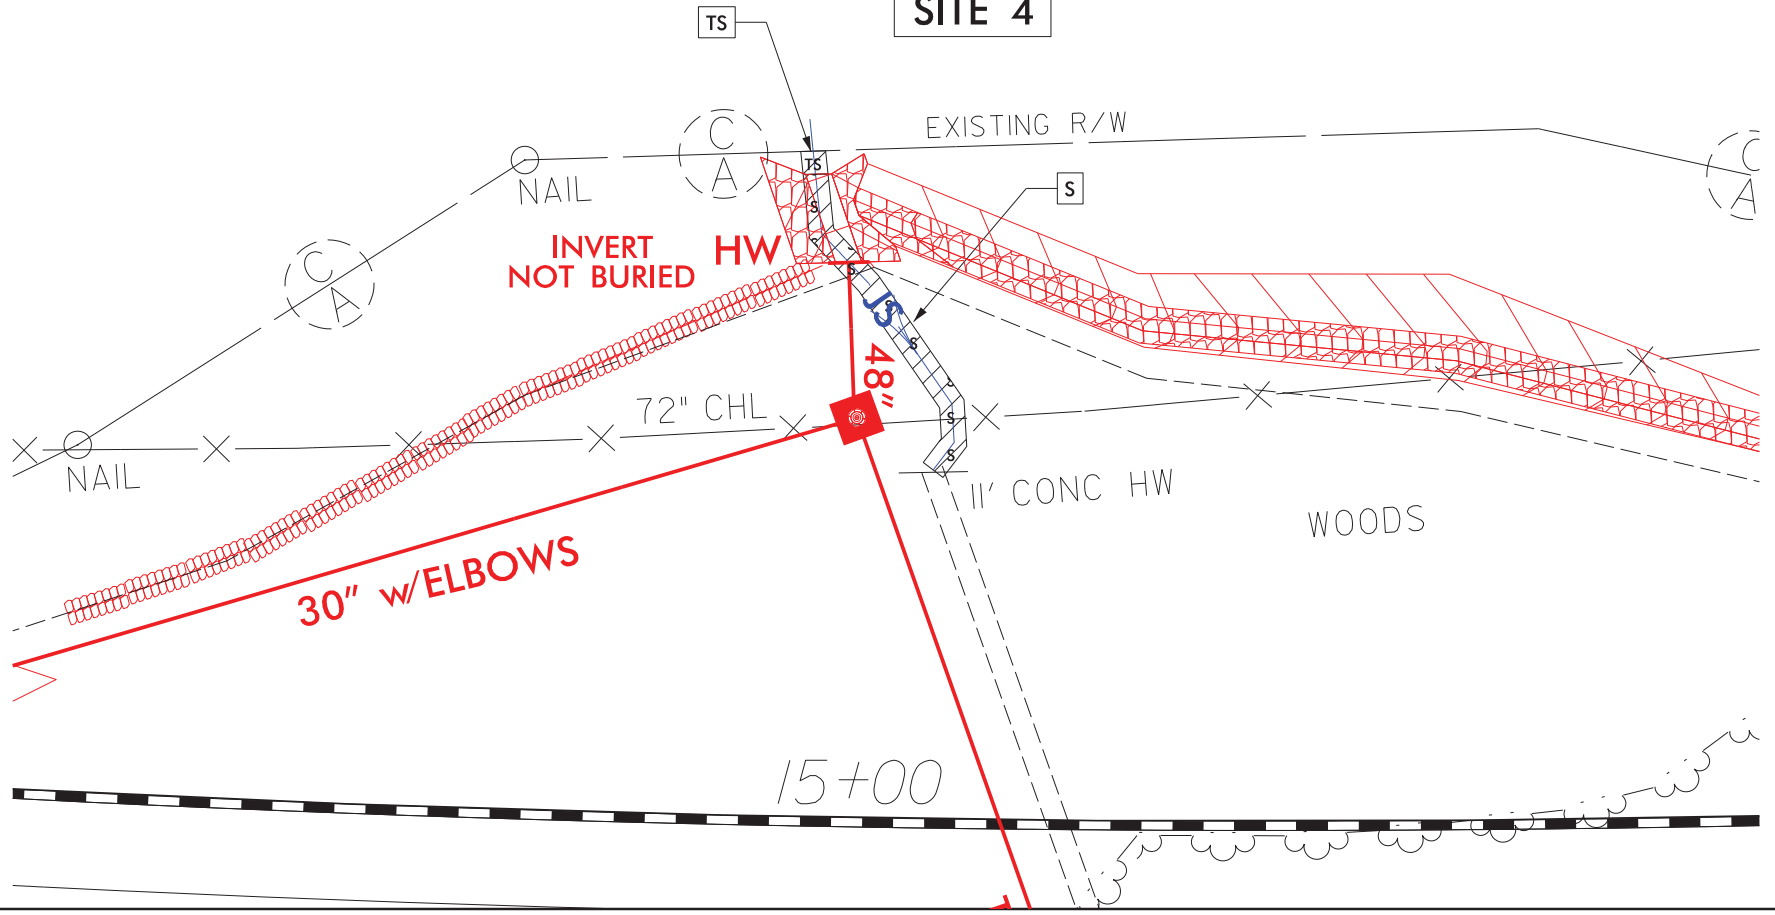 SITE 4
TS
EXISTING R/W
C
A
C
A
NAIL
TS
S
S
INVERT
NOT BURIED
HW
C
A
S
S
JS
S
S
48"
72" CHL
S
S
NAIL
11' CONC HW
WOODS
30" w/ELBOWS
15+00